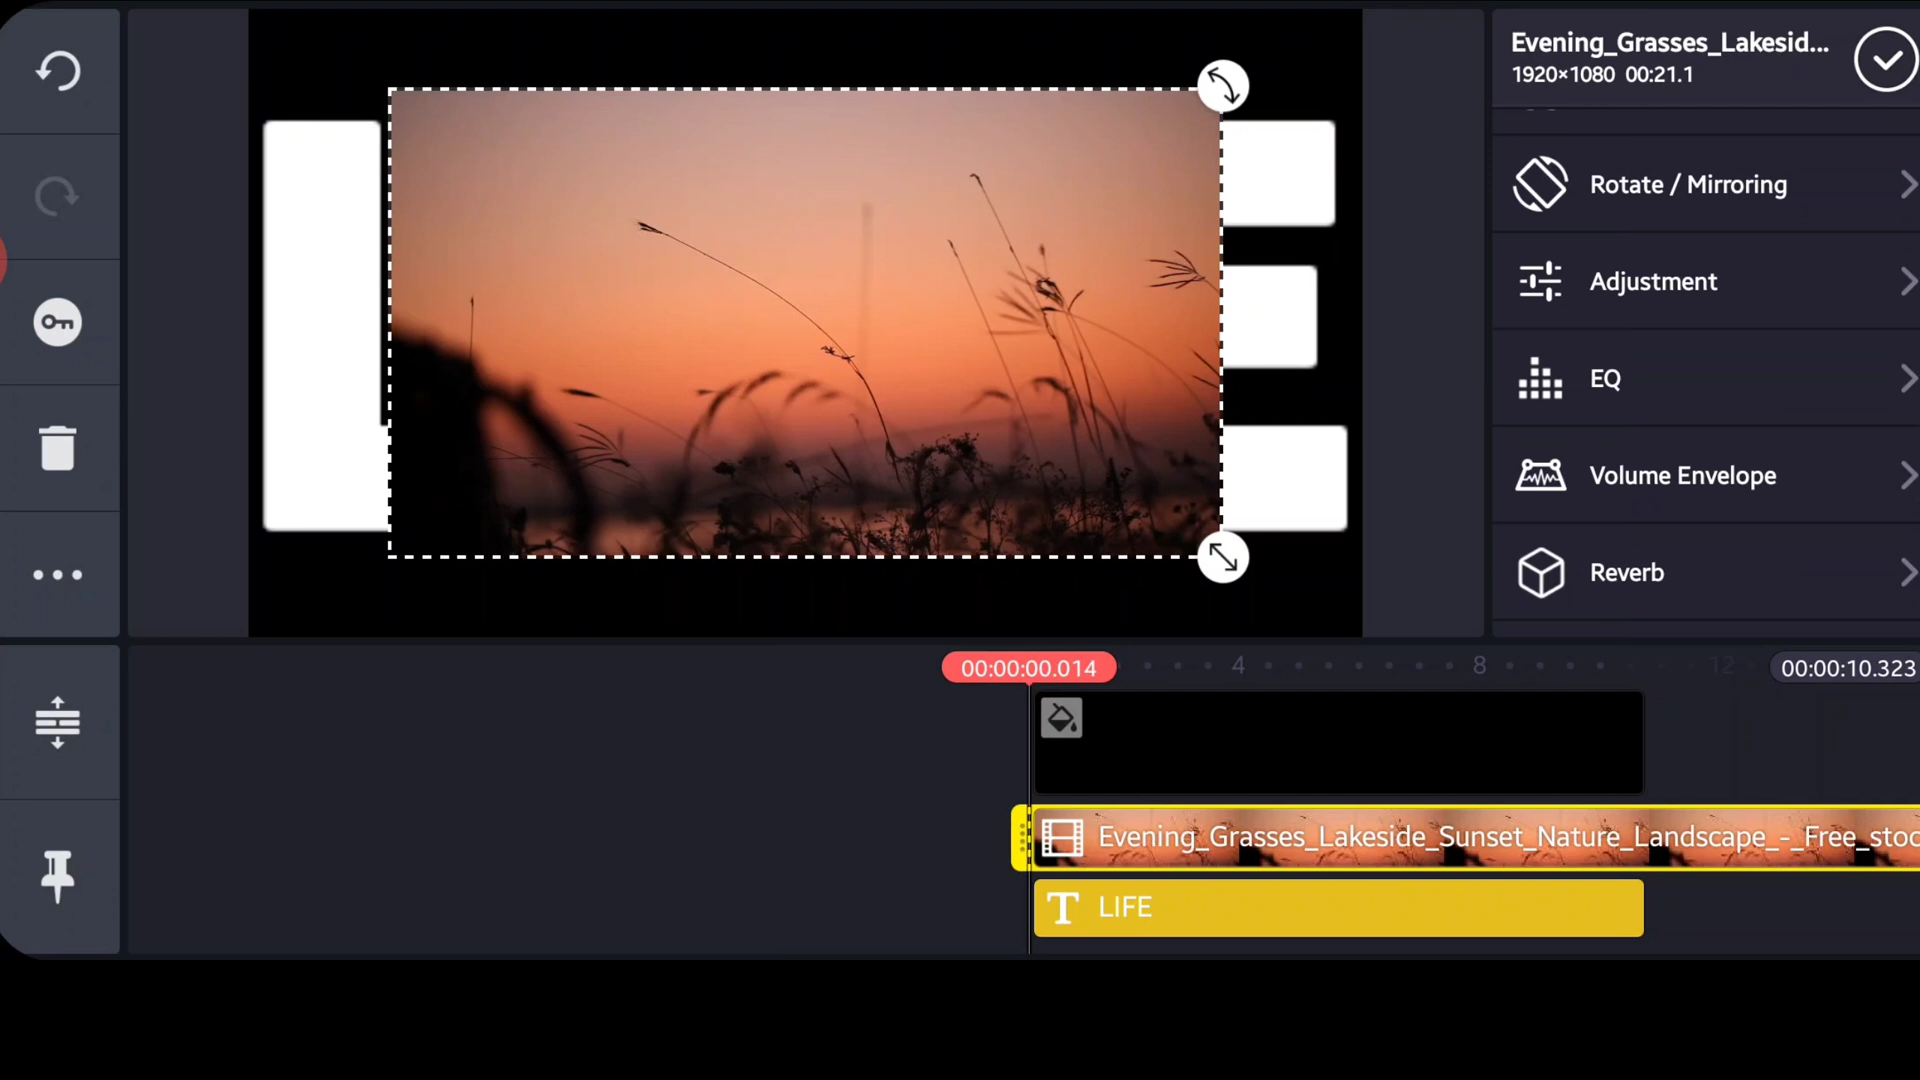 Evening_Grasses_Lakesid...
1920×1080 00:21.1
Rotate / Mirroring
Adjustment
EQ
Volume Envelope
Reverb
00:00:00.014
4
8
12
00:00:10.323
Evening_Grasses_Lakeside_Sunset_Nature_Landscape_-_Free_stoc
T LIFE